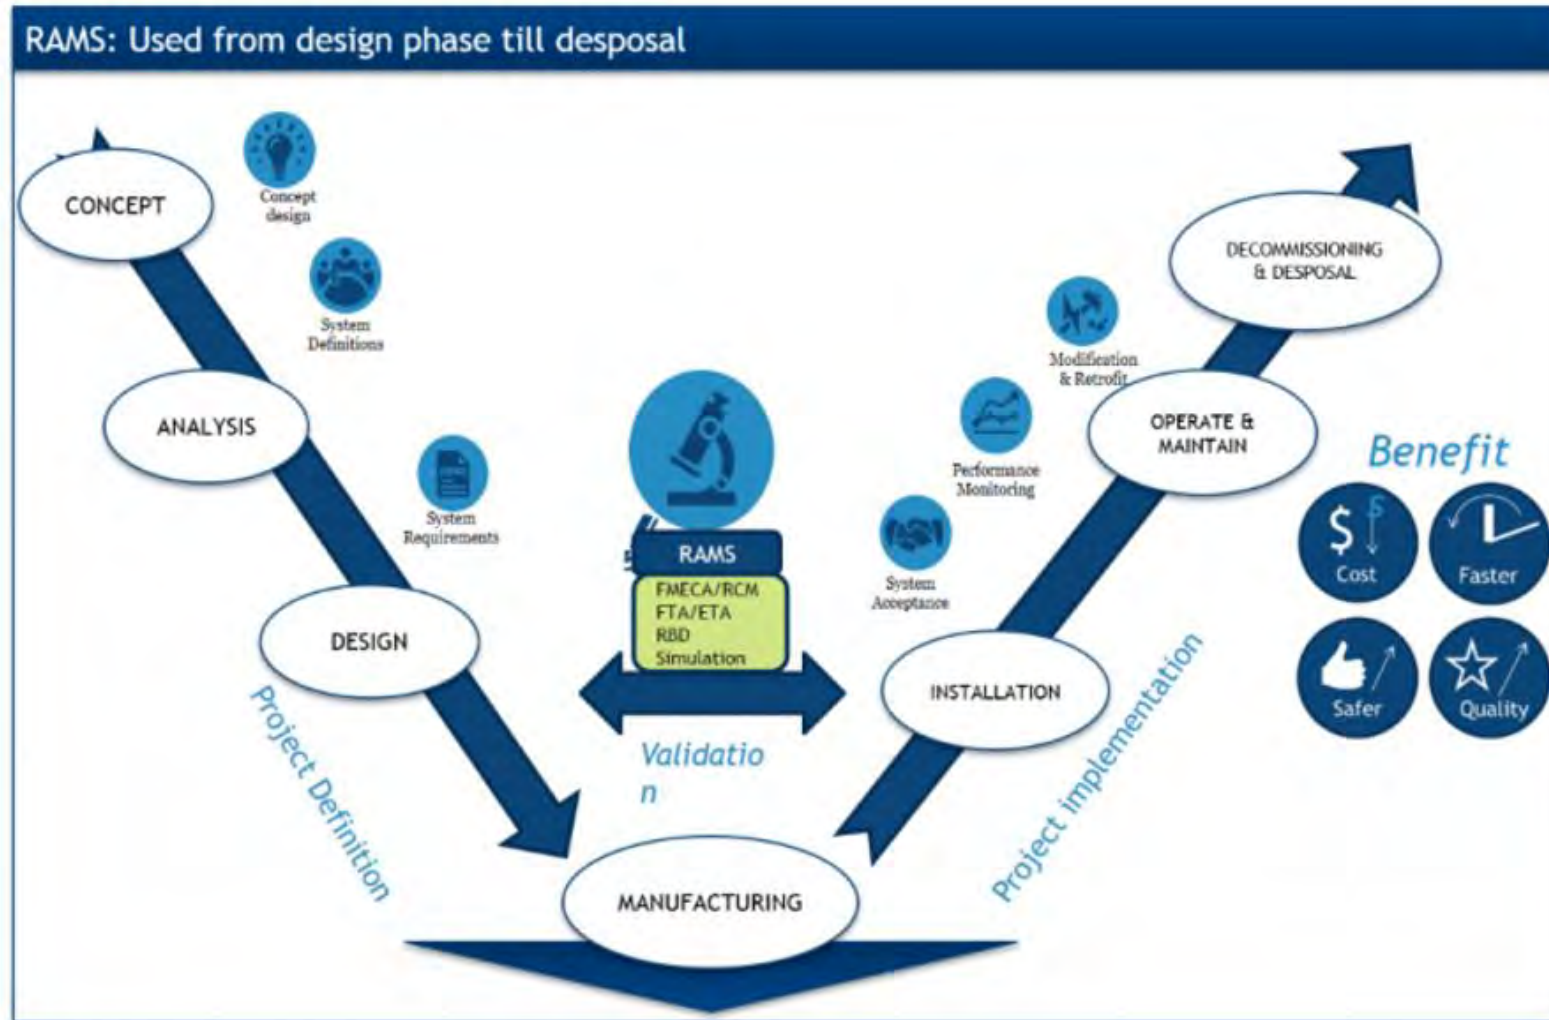 RAMS: Used from design phase till desposal
CONCEPT
Concept
design
System
Definitions
ANALYSIS
System
Requirements
DESIGN
Project Definition
RAMS
FMECA/RCM
FTA/ETA
RBD
Simulation
Validatio
n
MANUFACTURING
INSTALLATION
System
Acceptance
Performance
Monitoring
Modification
& Retrofit
OPERATE &
MAINTAIN
DECOMMISSIONING
& DESPOSAL
Project implementation
Benefit
$ $
Cost
Faster
Safer
Quality